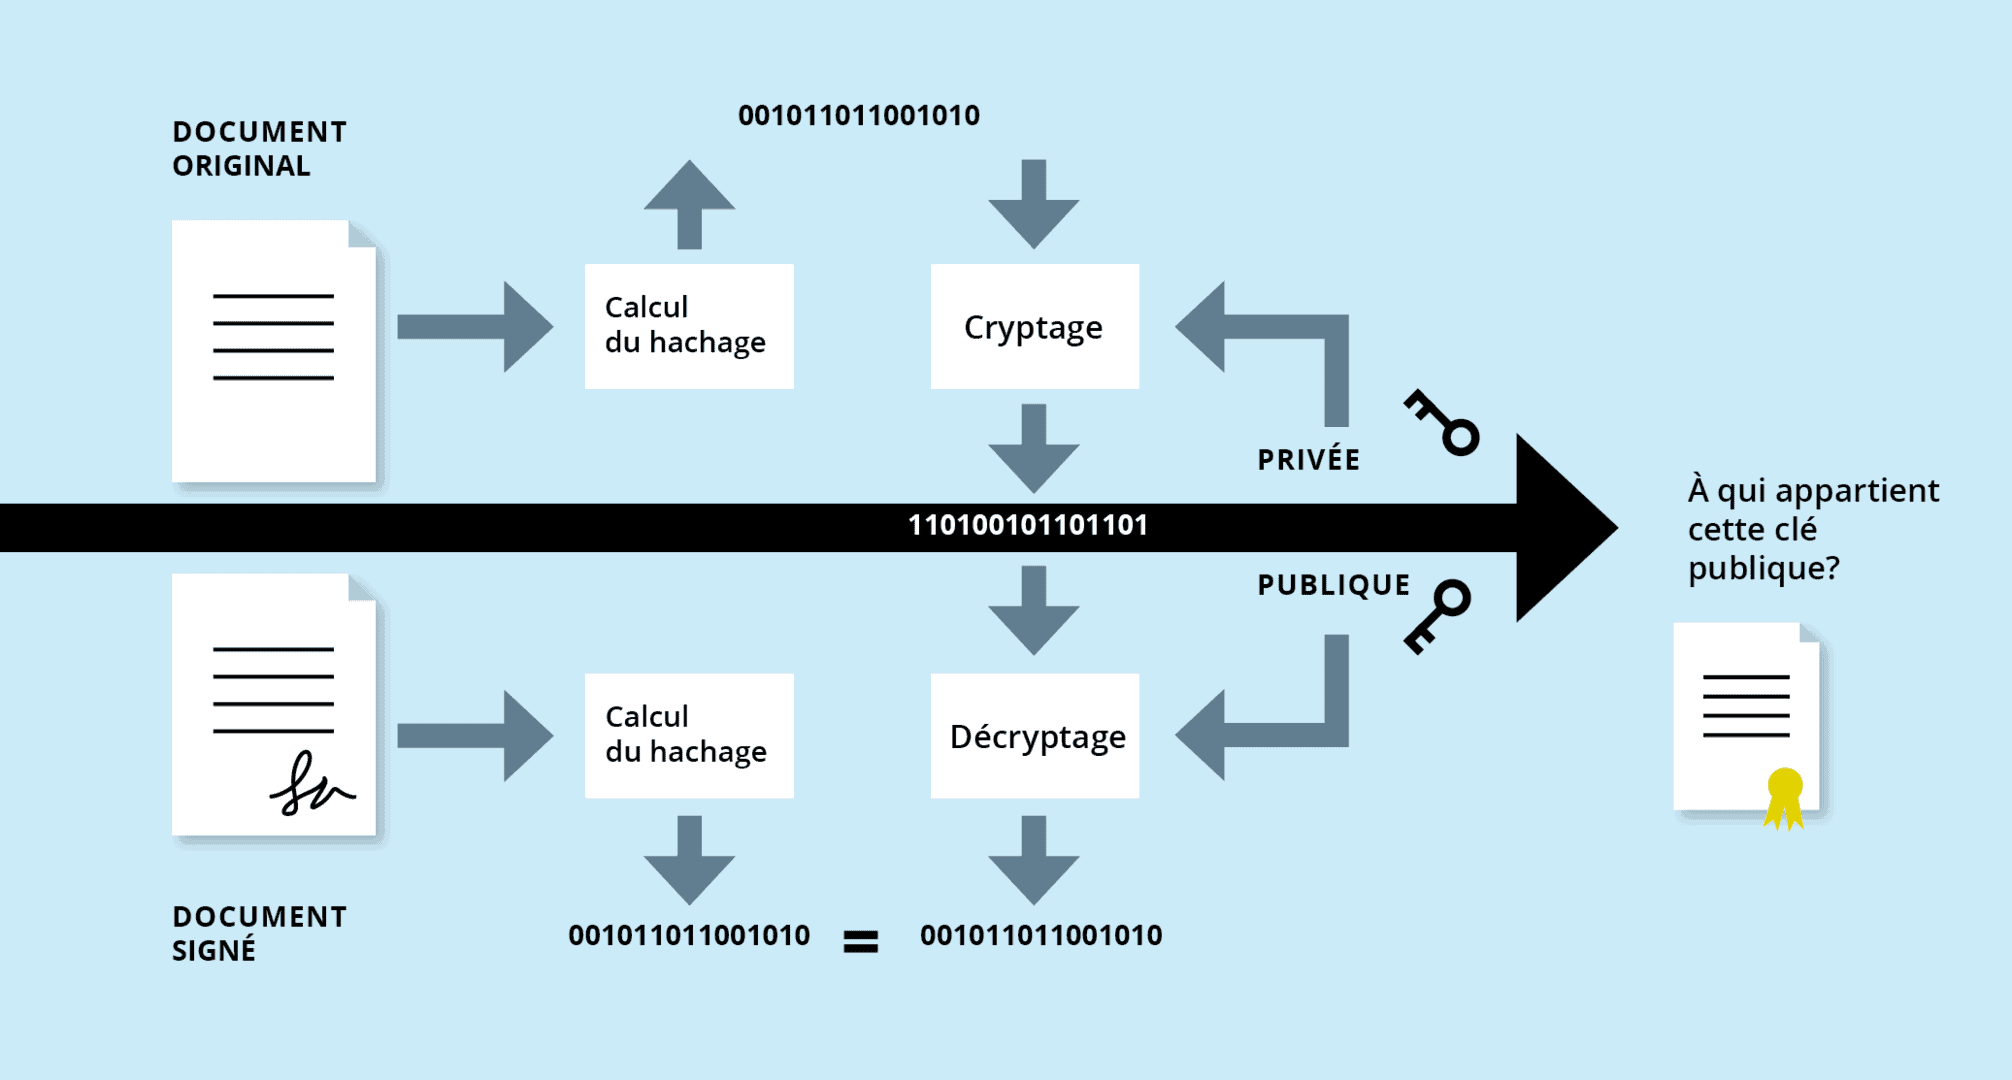 DOCUMENT
ORIGINAL
001011011001010
Calcul
du hachage
Cryptage
PRIVÉE
110100101101101
PUBLIQUE
À qui appartient
cette clé
publique?
Calcul
du hachage
Décryptage
DOCUMENT
SIGNÉ
001011011001010 = 001011011001010